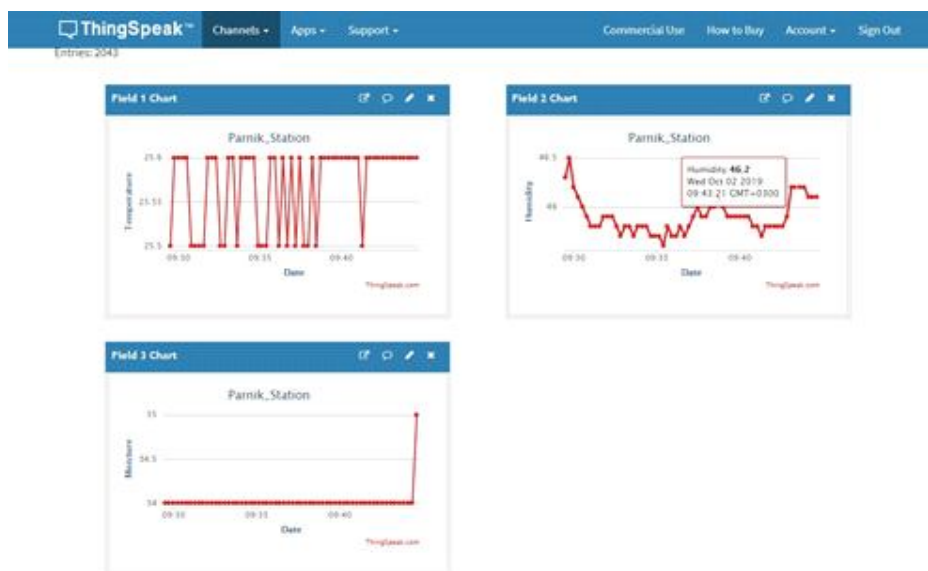 ThingSpeak™ Channels Apps Support Commercial Use How to Buy Account Sign Out
Entries: 2043
Field 1 Chart
Parnik_Station
25.6
25.55
25.5
Temperature
09:30 09:35 09:40
Date
ThingSpeak.com
Field 2 Chart
Parnik_Station
46.5
46
Humidity
Humidity 46.2
Wed Oct 02 2019
09:43:21 GMT+0300
09:30 09:35 09:40
Date
ThingSpeak.com
Field 3 Chart
Parnik_Station
35
34.5
34
Moisture
09:30 09:35 09:40
Date
ThingSpeak.com